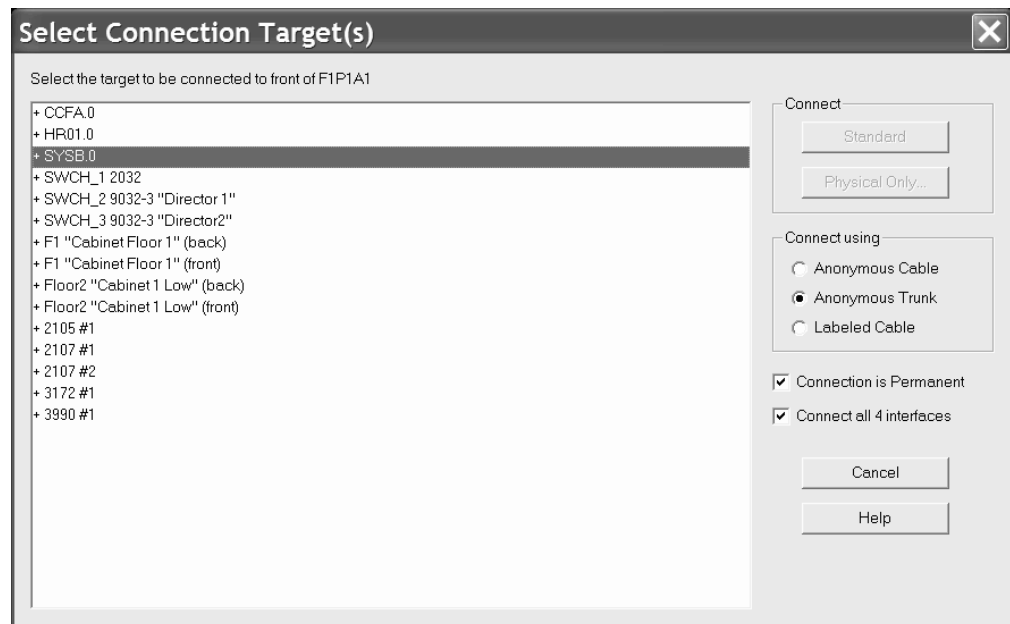 Select Connection Target(s)
Select the target to be connected to front of F1P1A1
+ CCFA.0
+ HR01.0
+ SYSB.0
+ SWCH_1 2032
+ SWCH_2 9032-3 "Director 1"
+ SWCH_3 9032-3 "Director2"
+ F1 "Cabinet Floor 1" (back)
+ F1 "Cabinet Floor 1" (front)
+ Floor2 "Cabinet 1 Low" (back)
+ Floor2 "Cabinet 1 Low" (front)
+ 2105 #1
+ 2107 #1
+ 2107 #2
+ 3172 #1
+ 3990 #1
Connect
Standard
Physical Only...
Connect using
Anonymous Cable
Anonymous Trunk
Labeled Cable
Connection is Permanent
Connect all 4 interfaces
Cancel
Help